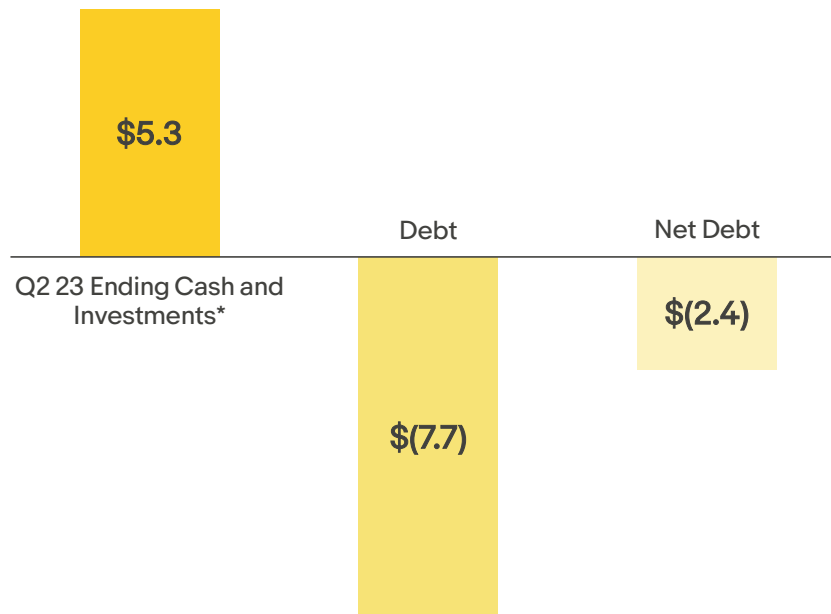 $5.3
Debt
Net Debt
Q2 23 Ending Cash and
Investments*
$(2.4)
$(7.7)